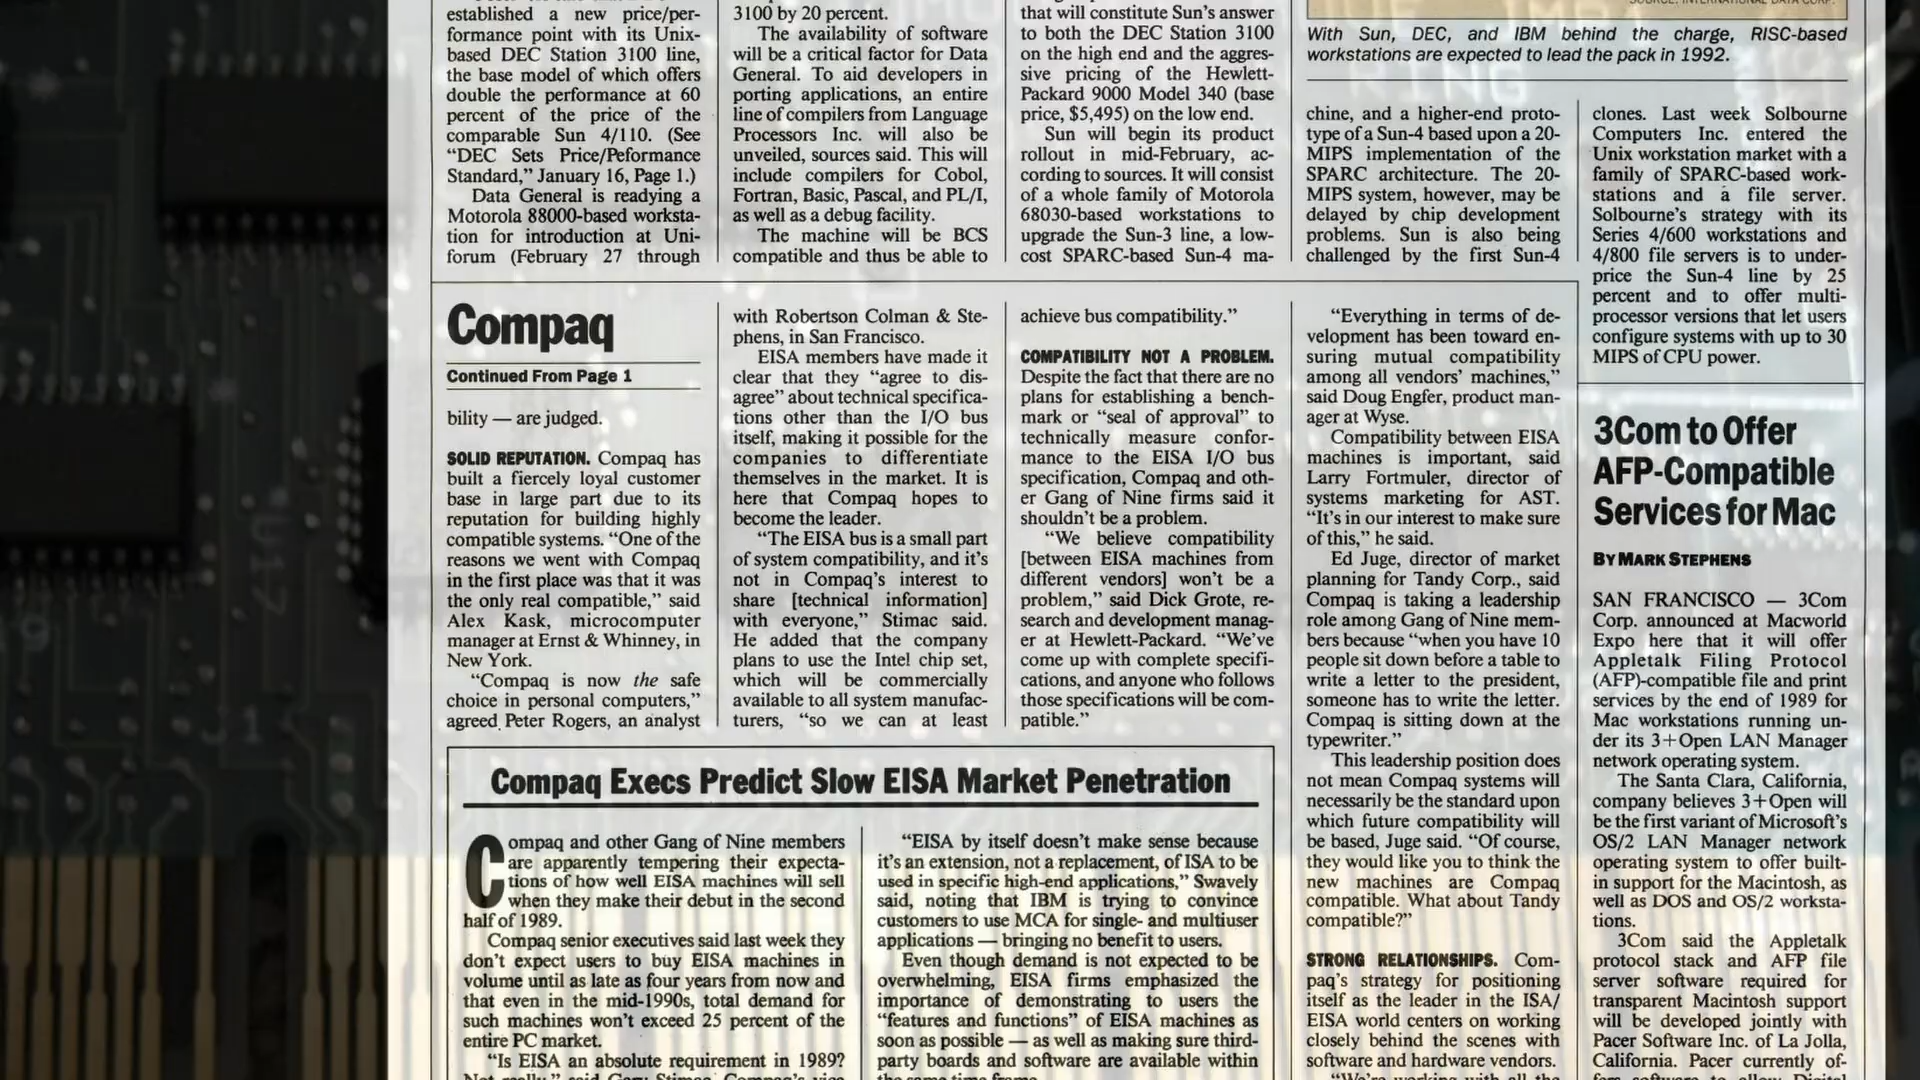 established a new price/per-
formance point with its Unix-
based DEC Station 3100 line,
the base model of which offers
double the performance at 60
percent of the price of the
comparable Sun 4/110. (See
“DEC Sets Price/Peformance
Standard,” January 16, Page 1.)
Data General is readying a
Motorola 88000-based worksta-
tion for introduction at Uni-
forum (February 27 through
3100 by 20 percent.
The availability of software
will be a critical factor for Data
General. To aid developers in
porting applications, an entire
line of compilers from Language
Processors Inc. will also be
unveiled, sources said. This will
include compilers for Cobol,
Fortran, Basic, Pascal, and PL/I,
as well as a debug facility.
The machine will be BCS
compatible and thus be able to
that will constitute Sun’s answer
to both the DEC Station 3100
on the high end and the aggres-
sive pricing of the Hewlett-
Packard 9000 Model 340 (base
price, $5,495) on the low end.
Sun will begin its product
rollout in mid-February, ac-
cording to sources. It will consist
of a whole family of Motorola
68030-based workstations to
upgrade the Sun-3 line, a low-
cost SPARC-based Sun-4 ma-
SOURCE: INTERNATIONAL DATA CORP.
With Sun, DEC, and IBM behind the charge, RISC-based
workstations are expected to lead the pack in 1992.
chine, and a higher-end proto-
type of a Sun-4 based upon a 20-
MIPS implementation of the
SPARC architecture. The 20-
MIPS system, however, may be
delayed by chip development
problems. Sun is also being
challenged by the first Sun-4
clones. Last week Solbourne
Computers Inc. entered the
Unix workstation market with a
family of SPARC-based work-
stations and a file server.
Solbourne’s strategy with its
Series 4/600 workstations and
4/800 file servers is to under-
price the Sun-4 line by 25
percent and to offer multi-
processor versions that let users
configure systems with up to 30
MIPS of CPU power.
Compaq
Continued From Page 1
bility — are judged.
SOLID REPUTATION. Compaq has
built a fiercely loyal customer
base in large part due to its
reputation for building highly
compatible systems. “One of the
reasons we went with Compaq
in the first place was that it was
the only real compatible,” said
Alex Kask, microcomputer
manager at Ernst & Whinney, in
New York.
“Compaq is now the safe
choice in personal computers,”
agreed Peter Rogers, an analyst
with Robertson Colman & Ste-
phens, in San Francisco.
EISA members have made it
clear that they “agree to dis-
agree” about technical specifica-
tions other than the I/O bus
itself, making it possible for the
companies to differentiate
themselves in the market. It is
here that Compaq hopes to
become the leader.
“The EISA bus is a small part
of system compatibility, and it’s
not in Compaq’s interest to
share [technical information]
with everyone,” Stimac said.
He added that the company
plans to use the Intel chip set,
which will be commercially
available to all system manufac-
turers, “so we can at least
achieve bus compatibility.”
COMPATIBILITY NOT A PROBLEM.
Despite the fact that there are no
plans for establishing a bench-
mark or “seal of approval” to
technically measure confor-
mance to the EISA I/O bus
specification, Compaq and oth-
er Gang of Nine firms said it
shouldn’t be a problem.
“We believe compatibility
[between EISA machines from
different vendors] won’t be a
problem,” said Dick Grote, re-
search and development manag-
er at Hewlett-Packard. “We’ve
come up with complete specifi-
cations, and anyone who follows
those specifications will be com-
patible.”
“Everything in terms of de-
velopment has been toward en-
suring mutual compatibility
among all vendors’ machines,”
said Doug Engfer, product man-
ager at Wyse.
Compatibility between EISA
machines is important, said
Larry Fortmuler, director of
systems marketing for AST.
“It’s in our interest to make sure
of this,” he said.
Ed Juge, director of market
planning for Tandy Corp., said
Compaq is taking a leadership
role among Gang of Nine mem-
bers because “when you have 10
people sit down before a table to
write a letter to the president,
someone has to write the letter.
Compaq is sitting down at the
typewriter.”
This leadership position does
not mean Compaq systems will
necessarily be the standard upon
which future compatibility will
be based, Juge said. “Of course,
they would like you to think the
new machines are Compaq
compatible. What about Tandy
compatible?”
STRONG RELATIONSHIPS. Com-
paq’s strategy for positioning
itself as the leader in the ISA/
EISA world centers on working
closely behind the scenes with
software and hardware vendors.
“We’re working with all the
Compaq Execs Predict Slow EISA Market Penetration
Compaq and other Gang of Nine members
are apparently tempering their expecta-
tions of how well EISA machines will sell
when they make their debut in the second
half of 1989.
Compaq senior executives said last week they
don’t expect users to buy EISA machines in
volume until as late as four years from now and
that even in the mid-1990s, total demand for
such machines won’t exceed 25 percent of the
entire PC market.
“Is EISA an absolute requirement in 1989?
Not really,” said Gary Stimac, Compaq’s vice
“EISA by itself doesn’t make sense because
it’s an extension, not a replacement, of ISA to be
used in specific high-end applications,” Swavely
said, noting that IBM is trying to convince
customers to use MCA for single- and multiuser
applications — bringing no benefit to users.
Even though demand is not expected to be
overwhelming, EISA firms emphasized the
importance of demonstrating to users the
“features and functions” of EISA machines as
soon as possible — as well as making sure third-
party boards and software are available within
the same time frame.
3Com to Offer
AFP-Compatible
Services for Mac
BY MARK STEPHENS
SAN FRANCISCO — 3Com
Corp. announced at Macworld
Expo here that it will offer
Appletalk Filing Protocol
(AFP)-compatible file and print
services by the end of 1989 for
Mac workstations running un-
der its 3+Open LAN Manager
network operating system.
The Santa Clara, California,
company believes 3+Open will
be the first variant of Microsoft’s
OS/2 LAN Manager network
operating system to offer built-
in support for the Macintosh, as
well as DOS and OS/2 worksta-
tions.
3Com said the Appletalk
protocol stack and AFP file
server software required for
transparent Macintosh support
will be developed jointly with
Pacer Software Inc. of La Jolla,
California. Pacer currently of-
fers software to allow Digital
J1
U17